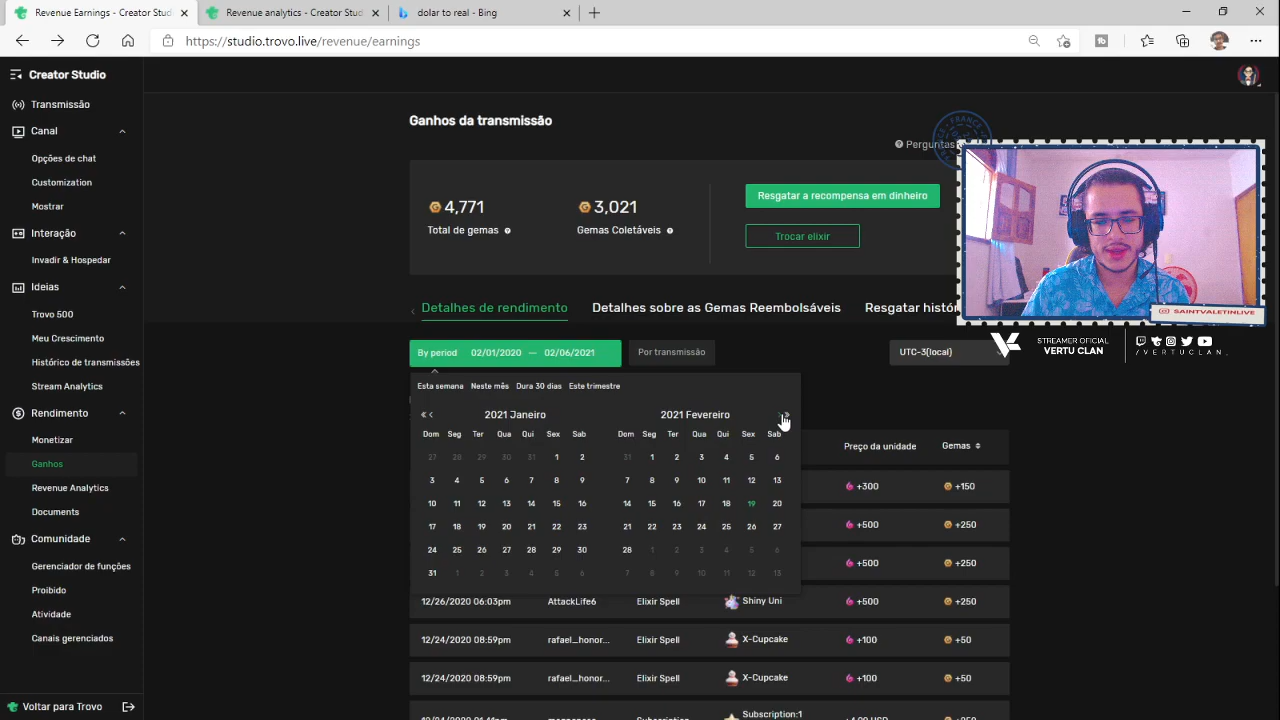 Revenue Earnings - Creator Studi
Revenue analytics - Creator Studi
dolar to real - Bing
https://studio.trovo.live/revenue/earnings
Creator Studio
Transmissão
Canal
Opções de chat
Customization
Mostrar
Interação
Invadir & Hospedar
Ideias
Trovo 500
Meu Crescimento
Histórico de transmissões
Stream Analytics
Rendimento
Monetizar
Ganhos
Revenue Analytics
Documents
Comunidade
Gerenciador de funções
Proibido
Atividade
Canais gerenciados
Voltar para Trovo
Ganhos da transmissão
Perguntas
FRANCE
4,771
Total de gemas
3,021
Gemas Coletáveis
Resgatar a recompensa em dinheiro
Trocar elixir
SAINTVALETINLIVE
STREAMER OFICIAL
VERTU CLAN
/VERTUCLAN.
Detalhes de rendimento Detalhes sobre as Gemas Reembolsáveis Resgatar histór
By period 02/01/2020 — 02/06/2021 Por transmissão UTC-3(local)
Esta semana Neste mês Dura 30 dias Este trimestre
2021 Janeiro
Dom Seg Ter Qua Qui Sex Sab
27 28 29 30 31 1 2
3 4 5 6 7 8 9
10 11 12 13 14 15 16
17 18 19 20 21 22 23
24 25 26 27 28 29 30
31 1 2 3 4 5 6
2021 Fevereiro
Dom Seg Ter Qua Qui Sex Sab
31 1 2 3 4 5 6
7 8 9 10 11 12 13
14 15 16 17 18 19 20
21 22 23 24 25 26 27
28 1 2 3 4 5 6
7 8 9 10 11 12 13
Preço da unidade Gemas
+300 +150
+500 +250
+500 +250
12/26/2020 06:03pm AttackLife6 Elixir Spell Shiny Uni +500 +250
12/24/2020 08:59pm rafael_honor... Elixir Spell X-Cupcake +100 +50
12/24/2020 08:59pm rafael_honor... Elixir Spell X-Cupcake +100 +50
Subscription:1